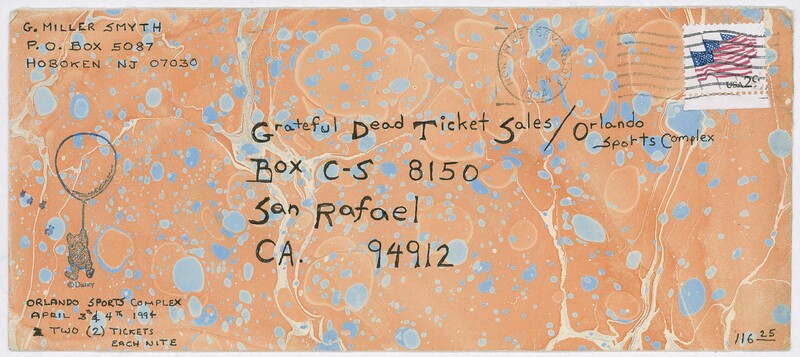 G. MILLER SMYTH
P.O. BOX 5087
HOBOKEN NJ 07030
USA 29
Grateful Dead Ticket Sales/Orlando
Sports Complex
Box C-S 8150
San Rafael
CA. 94912
©Disney
ORLANDO SPORTS COMPLEX
APRIL 3rd & 4th 1994
2 TWO (2) TICKETS
EACH NITE
116 25